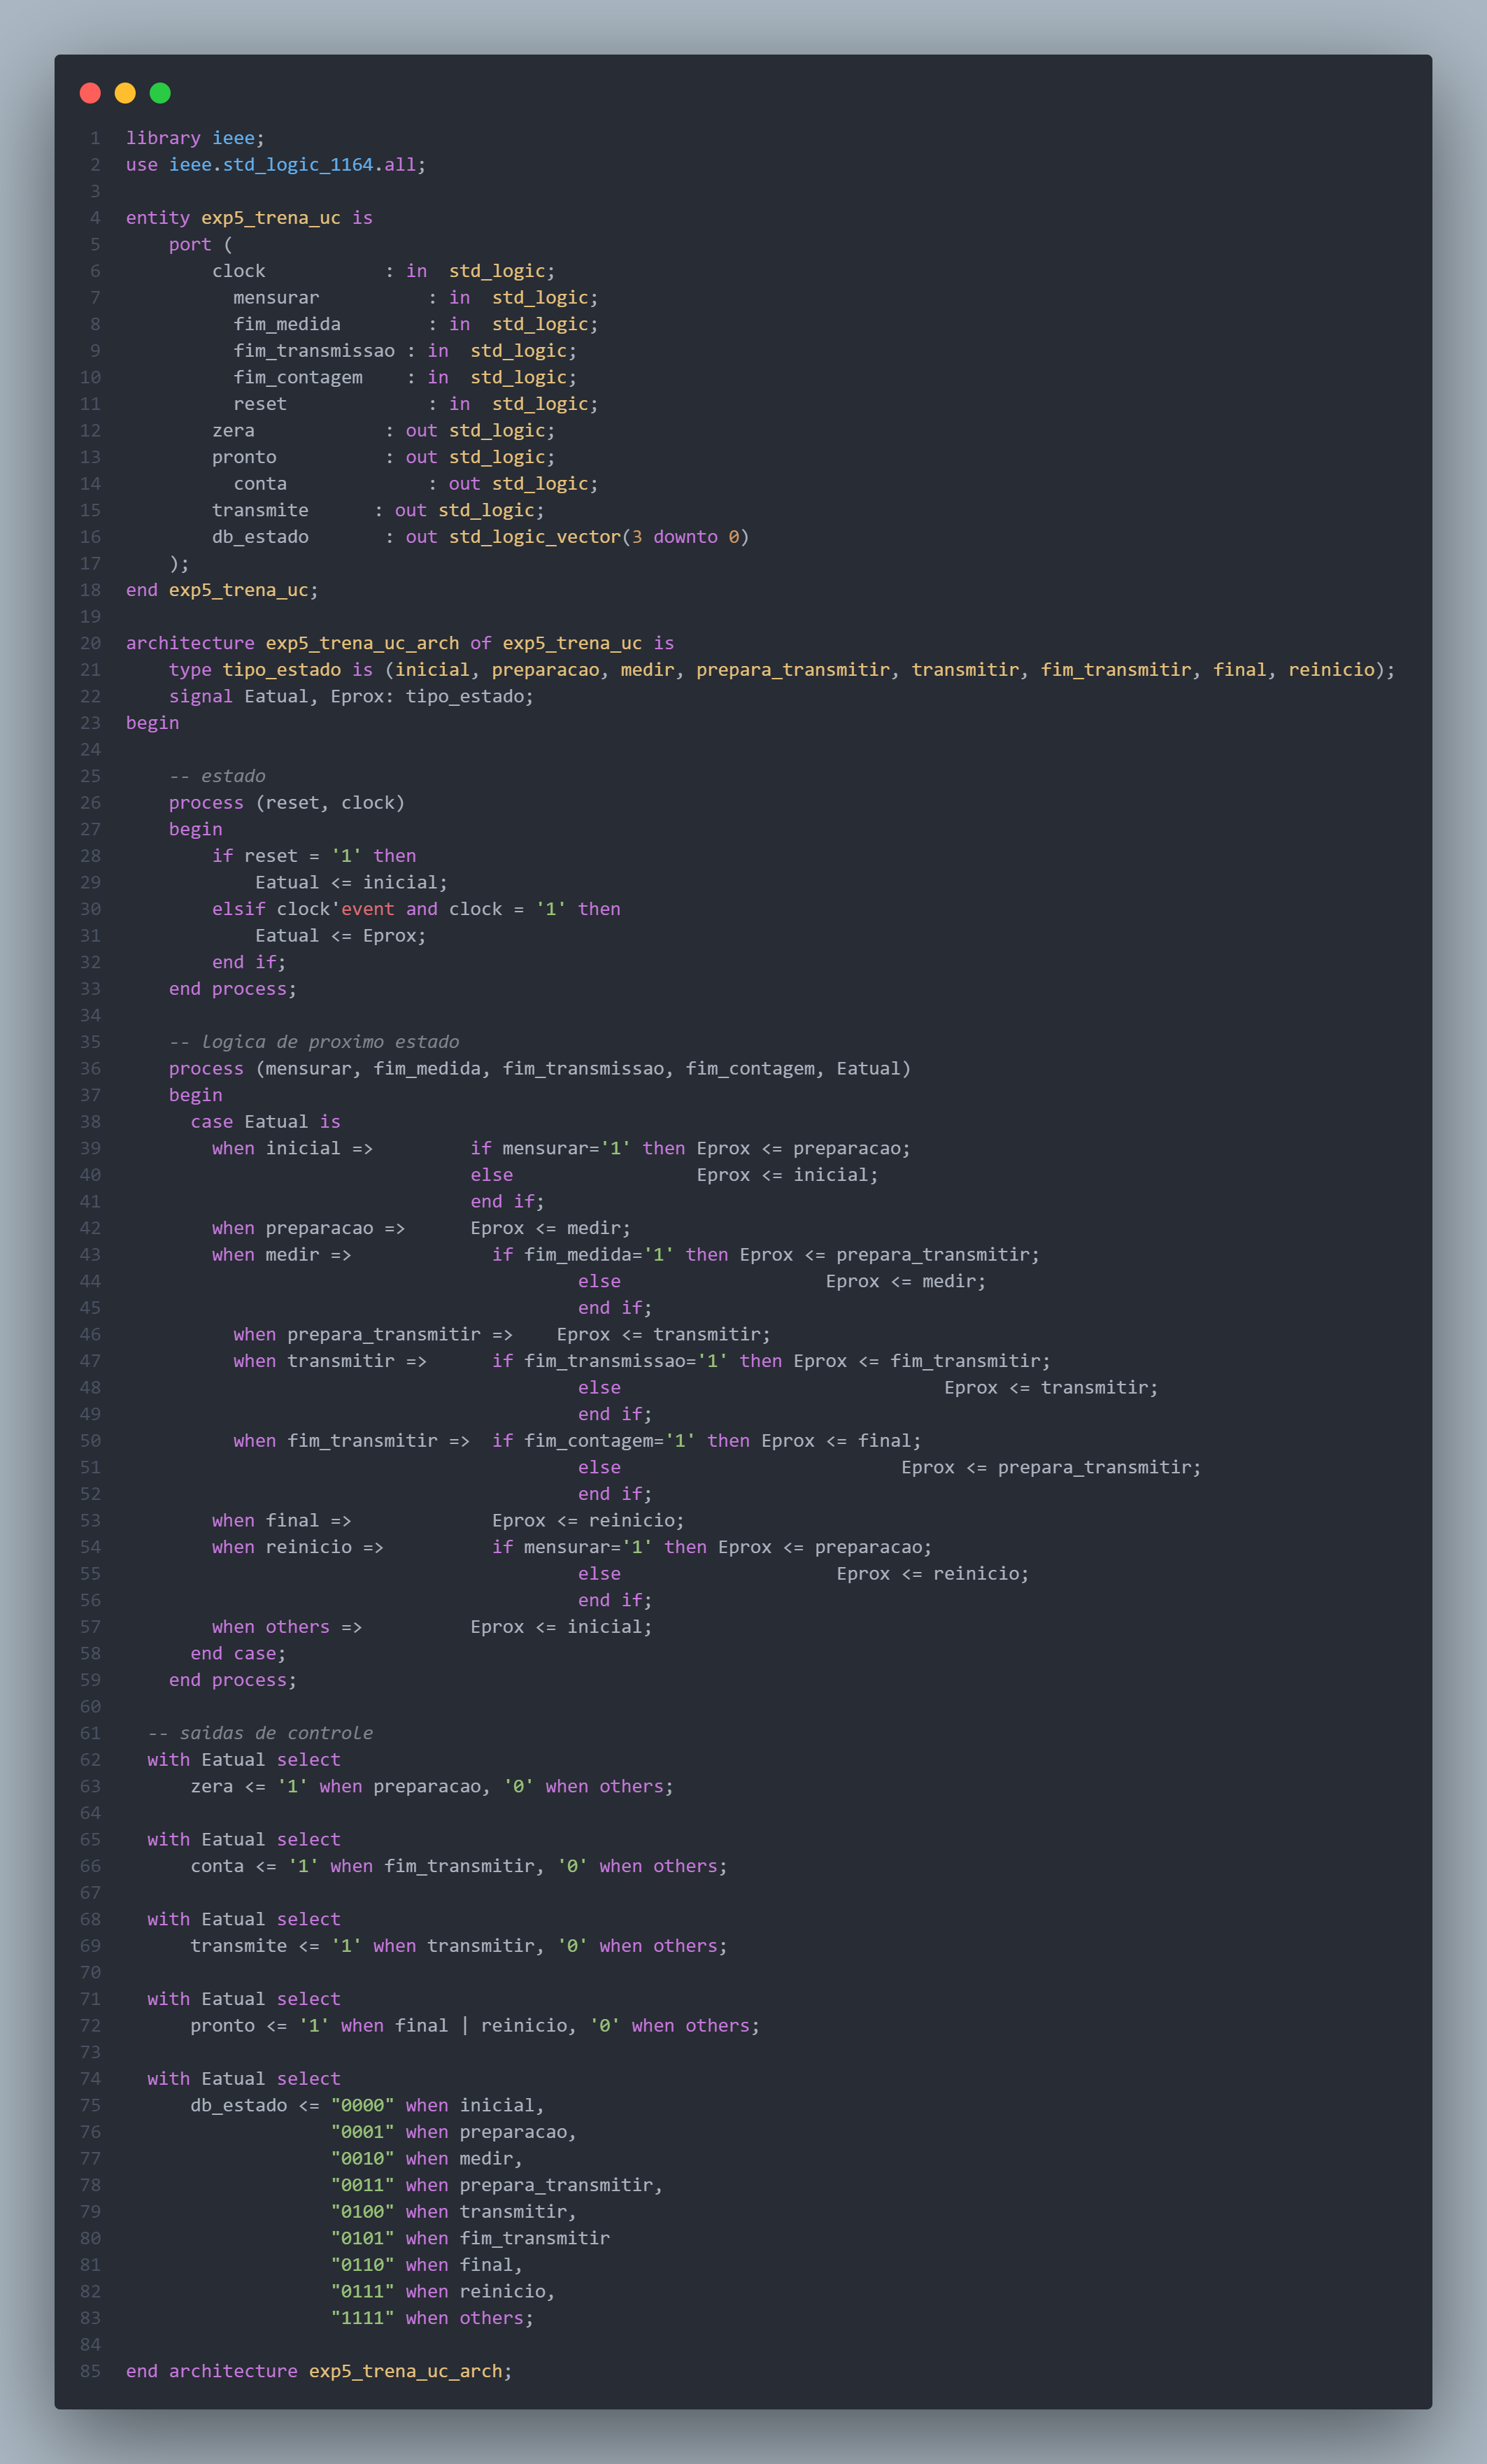 1 library ieee;
2 use ieee.std_logic_1164.all;
3
4 entity exp5_trena_uc is
5     port (
6         clock           : in  std_logic;
7           mensurar          : in  std_logic;
8           fim_medida        : in  std_logic;
9           fim_transmissao : in  std_logic;
10           fim_contagem    : in  std_logic;
11           reset             : in  std_logic;
12         zera            : out std_logic;
13         pronto          : out std_logic;
14           conta             : out std_logic;
15         transmite      : out std_logic;
16         db_estado       : out std_logic_vector(3 downto 0)
17     );
18 end exp5_trena_uc;
19
20 architecture exp5_trena_uc_arch of exp5_trena_uc is
21     type tipo_estado is (inicial, preparacao, medir, prepara_transmitir, transmitir, fim_transmitir, final, reinicio);
22     signal Eatual, Eprox: tipo_estado;
23 begin
24
25     -- estado
26     process (reset, clock)
27     begin
28         if reset = '1' then
29             Eatual <= inicial;
30         elsif clock'event and clock = '1' then
31             Eatual <= Eprox;
32         end if;
33     end process;
34
35     -- logica de proximo estado
36     process (mensurar, fim_medida, fim_transmissao, fim_contagem, Eatual)
37     begin
38       case Eatual is
39         when inicial =>         if mensurar='1' then Eprox <= preparacao;
40                                 else                 Eprox <= inicial;
41                                 end if;
42         when preparacao =>      Eprox <= medir;
43         when medir =>             if fim_medida='1' then Eprox <= prepara_transmitir;
44                                           else                   Eprox <= medir;
45                                           end if;
46           when prepara_transmitir =>    Eprox <= transmitir;
47           when transmitir =>      if fim_transmissao='1' then Eprox <= fim_transmitir;
48                                           else                              Eprox <= transmitir;
49                                           end if;
50           when fim_transmitir =>  if fim_contagem='1' then Eprox <= final;
51                                           else                          Eprox <= prepara_transmitir;
52                                           end if;
53         when final =>             Eprox <= reinicio;
54         when reinicio =>          if mensurar='1' then Eprox <= preparacao;
55                                           else                    Eprox <= reinicio;
56                                           end if;
57         when others =>          Eprox <= inicial;
58       end case;
59     end process;
60
61   -- saidas de controle
62   with Eatual select
63       zera <= '1' when preparacao, '0' when others;
64
65   with Eatual select
66       conta <= '1' when fim_transmitir, '0' when others;
67
68   with Eatual select
69       transmite <= '1' when transmitir, '0' when others;
70
71   with Eatual select
72       pronto <= '1' when final | reinicio, '0' when others;
73
74   with Eatual select
75       db_estado <= "0000" when inicial,
76                    "0001" when preparacao,
77                    "0010" when medir,
78                    "0011" when prepara_transmitir,
79                    "0100" when transmitir,
80                    "0101" when fim_transmitir
81                    "0110" when final,
82                    "0111" when reinicio,
83                    "1111" when others;
84
85 end architecture exp5_trena_uc_arch;